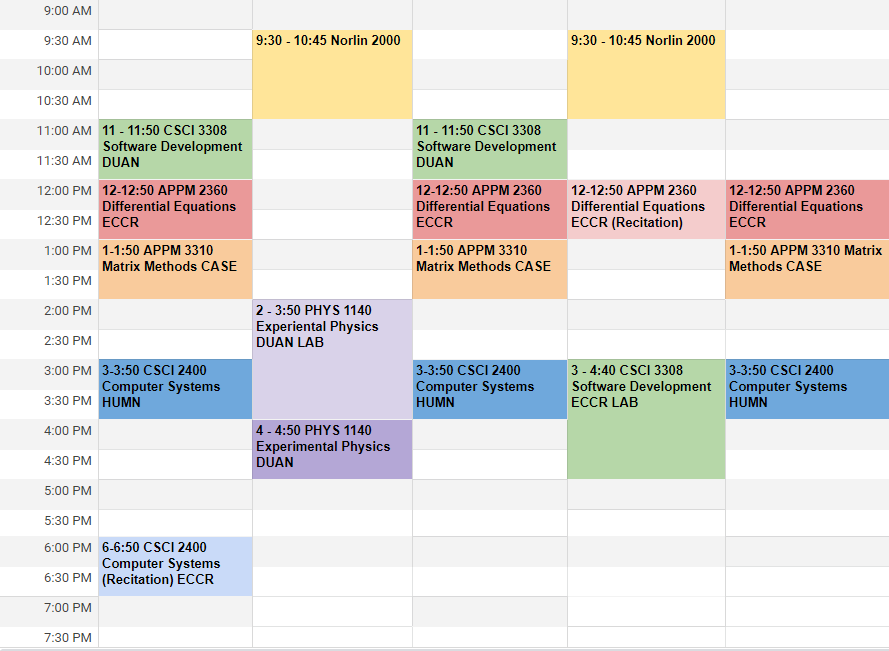 9:00 AM
9:30 AM
9:30 - 10:45 Norlin 2000
9:30 - 10:45 Norlin 2000
10:00 AM
10:30 AM
11:00 AM
11 - 11:50 CSCI 3308
Software Development
DUAN
11 - 11:50 CSCI 3308
Software Development
DUAN
11:30 AM
12:00 PM
12-12:50 APPM 2360
Differential Equations
ECCR
12-12:50 APPM 2360
Differential Equations
ECCR
12-12:50 APPM 2360
Differential Equations
ECCR (Recitation)
12-12:50 APPM 2360
Differential Equations
ECCR
12:30 PM
1:00 PM
1-1:50 APPM 3310
Matrix Methods CASE
1-1:50 APPM 3310
Matrix Methods CASE
1-1:50 APPM 3310 Matrix
Methods CASE
1:30 PM
2:00 PM
2 - 3:50 PHYS 1140
Experiental Physics
DUAN LAB
2:30 PM
3:00 PM
3-3:50 CSCI 2400
Computer Systems
HUMN
3-3:50 CSCI 2400
Computer Systems
HUMN
3 - 4:40 CSCI 3308
Software Development
ECCR LAB
3-3:50 CSCI 2400
Computer Systems
HUMN
3:30 PM
4:00 PM
4 - 4:50 PHYS 1140
Experimental Physics
DUAN
4:30 PM
5:00 PM
5:30 PM
6:00 PM
6-6:50 CSCI 2400
Computer Systems
(Recitation) ECCR
6:30 PM
7:00 PM
7:30 PM